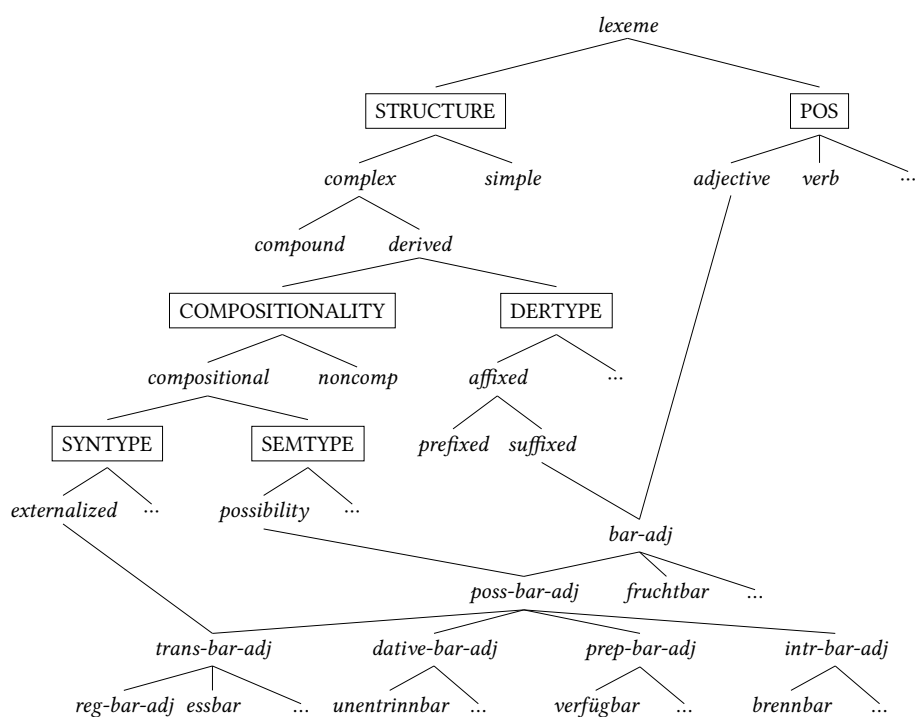 lexeme
STRUCTURE POS
complex simple adjective verb ...
compound derived
COMPOSITIONALITY DERTYPE
compositional noncomp affixed ...
SYNTYPE SEMTYPE prefixed suffixed
externalized ... possibility ...
bar-adj
poss-bar-adj fruchtbar ...
trans-bar-adj dative-bar-adj prep-bar-adj intr-bar-adj
reg-bar-adj essbar ... unentrinnbar ... verfügbar ... brennbar ...